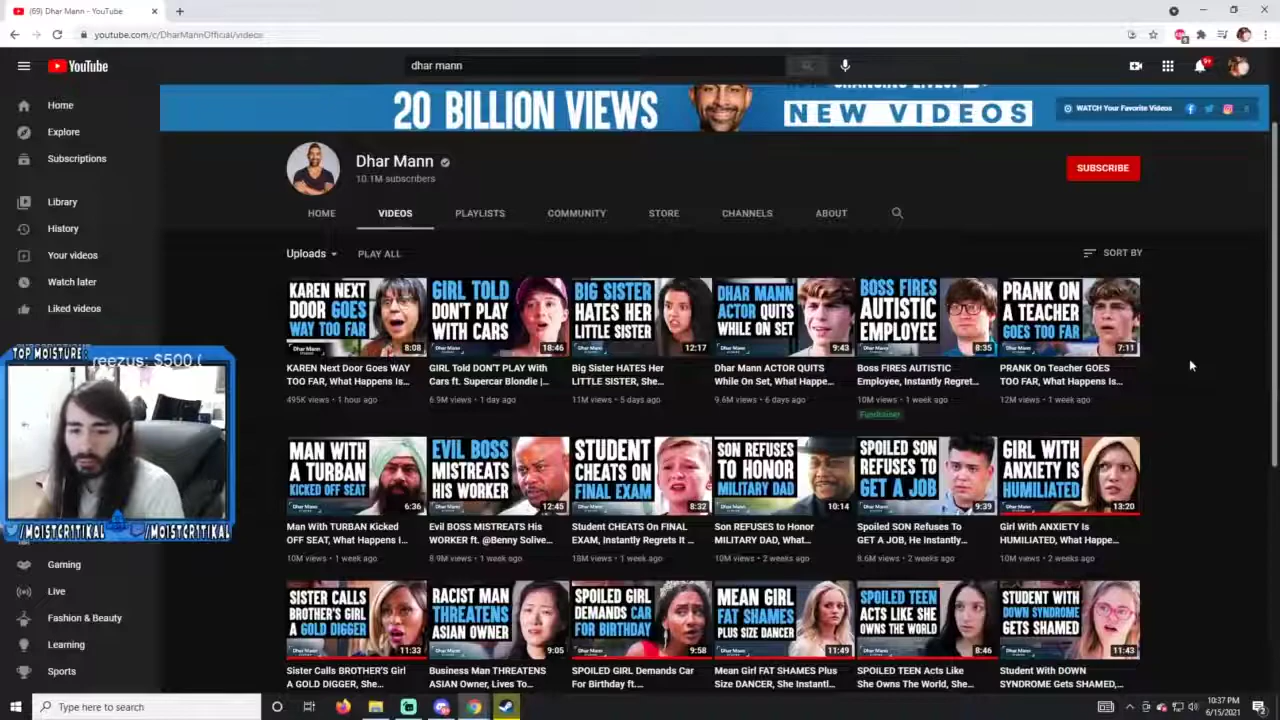 (69) Dhar Mann - YouTube
youtube.com/c/DharMannOfficial/videos
YouTube
dhar mann
9+
Home
Explore
Subscriptions
Library
History
Your videos
Watch later
Liked videos
Gaming
Live
Fashion & Beauty
Learning
Sports
20 BILLION VIEWS
NEW VIDEOS
WATCH Your Favorite Videos
Dhar Mann
10.1M subscribers
SUBSCRIBE
HOME VIDEOS PLAYLISTS COMMUNITY STORE CHANNELS ABOUT
Uploads PLAY ALL SORT BY
KAREN NEXT
DOOR GOES
WAY TOO FAR
8:08
KAREN Next Door Goes WAY
TOO FAR, What Happens Is...
495K views • 1 hour ago
GIRL TOLD
DON'T PLAY
WITH CARS
18:46
GIRL Told DON'T PLAY With
Cars ft. Supercar Blondie |...
6.9M views • 1 day ago
BIG SISTER
HATES HER
LITTLE SISTER
12:17
Big Sister HATES Her
LITTLE SISTER, She...
11M views • 5 days ago
DHAR MANN
ACTOR QUITS
WHILE ON SET
9:43
Dhar Mann ACTOR QUITS
While On Set, What Happe...
9.6M views • 6 days ago
BOSS FIRES
AUTISTIC
EMPLOYEE
8:35
Boss FIRES AUTISTIC
Employee, Instantly Regret...
10M views • 1 week ago
Fundraiser
PRANK ON
A TEACHER
GOES TOO FAR
7:11
PRANK On Teacher GOES
TOO FAR, What Happens Is...
12M views • 1 week ago
MAN WITH
A TURBAN
KICKED OFF SEAT
6:36
Man With TURBAN Kicked
OFF SEAT, What Happens I...
10M views • 1 week ago
EVIL BOSS
MISTREATS
HIS WORKER
12:45
Evil BOSS MISTREATS His
WORKER ft. @Benny Solive...
8.9M views • 1 week ago
STUDENT
CHEATS ON
FINAL EXAM
8:32
Student CHEATS On FINAL
EXAM, Instantly Regrets It ...
18M views • 1 week ago
SON REFUSES
TO HONOR
MILITARY DAD
10:14
Son REFUSES to Honor
MILITARY DAD, What...
10M views • 2 weeks ago
SPOILED SON
REFUSES TO
GET A JOB
9:39
Spoiled SON Refuses To
GET A JOB, He Instantly...
8.6M views • 2 weeks ago
GIRL WITH
ANXIETY IS
HUMILIATED
13:20
Girl With ANXIETY Is
HUMILIATED, What Happe...
10M views • 2 weeks ago
SISTER CALLS
BROTHER'S GIRL
A GOLD DIGGER
11:33
Sister Calls BROTHER'S Girl
A GOLD DIGGER, She...
RACIST MAN
THREATENS
ASIAN OWNER
9:05
Business Man THREATENS
ASIAN Owner, Lives To...
SPOILED GIRL
DEMANDS CAR
FOR BIRTHDAY
9:58
SPOILED GIRL Demands Car
For Birthday ft....
MEAN GIRL
FAT SHAMES
PLUS SIZE DANCER
11:49
Mean Girl FAT SHAMES Plus
Size DANCER, She Instantl...
SPOILED TEEN
ACTS LIKE SHE
OWNS THE WORLD
8:46
SPOILED TEEN Acts Like
She Owns The World, She...
STUDENT WITH
DOWN SYNDROME
GETS SHAMED
11:43
Student With DOWN
SYNDROME Gets SHAMED,
TOP MOISTURE: reezus: $500 (
/MOISTCR1TIKAL /MOISTCR1TIKAL
Type here to search
10:37 PM
6/15/2021